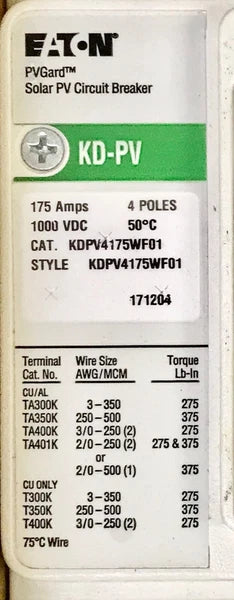 EATON
PVGard™
Solar PV Circuit Breaker
KD-PV
175 Amps 4 POLES
1000 VDC 50°C
CAT. KDPV4175WF01
STYLE KDPV4175WF01
171204
Terminal Wire Size Torque
Cat. No. AWG/MCM Lb-In
CU/AL
TA300K 3–350 275
TA350K 250–500 375
TA400K 3/0–250 (2) 275
TA401K 2/0–250 (2) 275 & 375
or
2/0–500 (1) 375
CU ONLY
T300K 3–350 275
T350K 250–500 375
T400K 3/0–250 (2) 275
75°C Wire